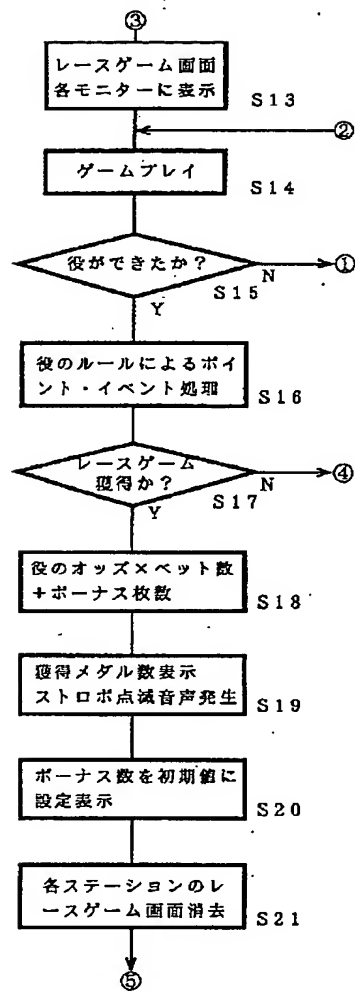 ③
レースゲーム画面
各モニターに表示
S13
②
ゲームプレイ
S14
役ができたか?
N
①
S15
Y
役のルールによるポイ
ント・イベント処理
S16
レースゲーム
獲得か?
N
④
S17
Y
役のオッズ×ベット数
+ボーナス枚数
S18
獲得メダル数表示
ストロボ点滅音声発生
S19
ボーナス数を初期値に
設定表示
S20
各ステーションのレ
ースゲーム画面消去
S21
⑤